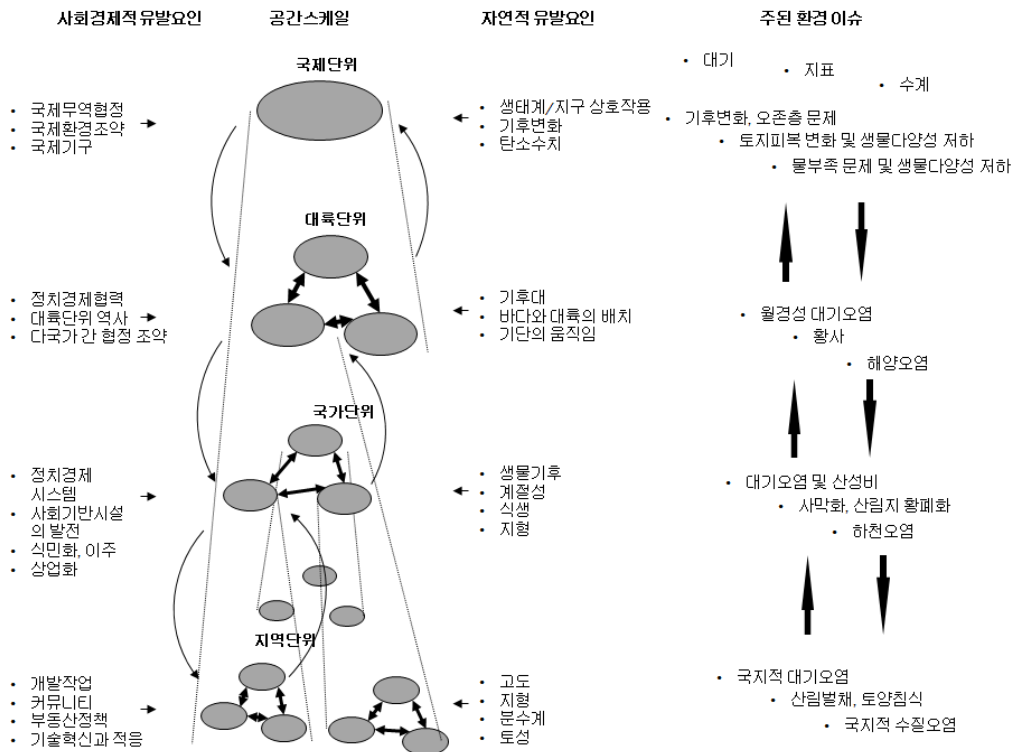 사회경제적 유발요인
공간스케일
자연적 유발요인
주된 환경 이슈
국제단위
• 국제무역협정
• 국제환경조약
• 국제기구
• 생태계/지구 상호작용
• 기후변화
• 탄소수치
• 대기
• 지표
• 수계
• 기후변화, 오존층 문제
• 토지피복 변화 및 생물다양성 저하
• 물부족 문제 및 생물다양성 저하
대륙단위
• 정치경제협력
• 대륙단위 역사
• 다국가 간 협정 조약
• 기후대
• 바다와 대륙의 배치
• 기단의 움직임
• 월경성 대기오염
• 황사
• 해양오염
국가단위
• 정치경제
시스템
• 사회기반시설
의 발전
• 식민화, 이주
• 상업화
• 생물기후
• 계절성
• 식생
• 지형
• 대기오염 및 산성비
• 사막화, 산림지 황폐화
• 하천오염
지역단위
• 개발작업
• 커뮤니티
• 부동산정책
• 기술혁신과 적응
• 고도
• 지형
• 분수계
• 토성
• 국지적 대기오염
• 산림벌채, 토양침식
• 국지적 수질오염